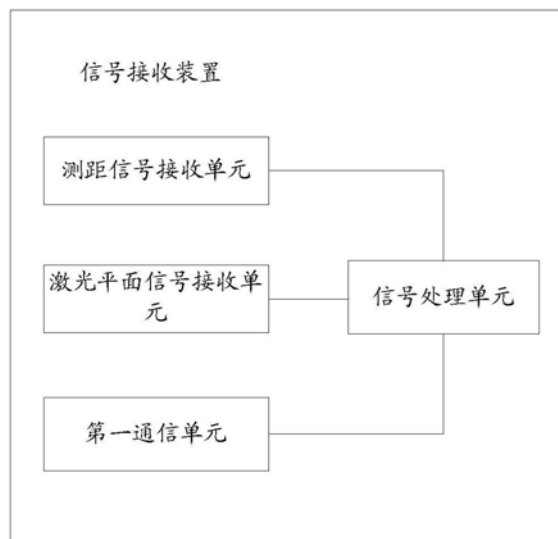 信号接收装置
测距信号接收单元
激光平面信号接收单
元
信号处理单元
第一通信单元